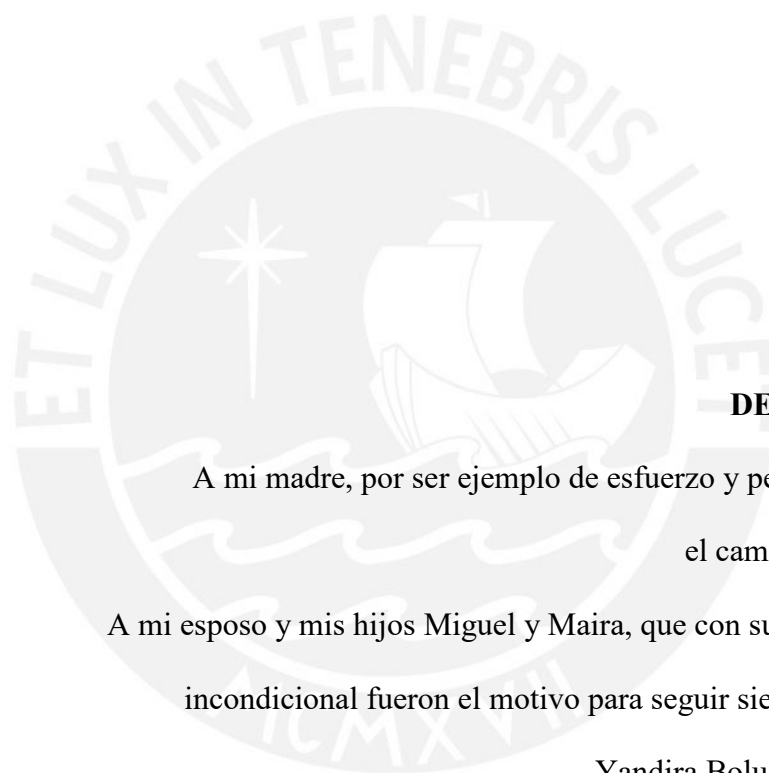 ET LUX IN TENEBRIS LUCET
A mi madre, por ser ejemplo de esfuerzo y
el
A mi esposo y mis hijos Miguel y Maira, que con
incondicional fueron el motivo para seguir
Yandira
MCMXVII